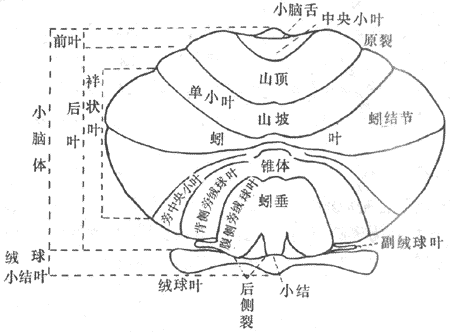 小脑舌
中央小叶
前叶
原裂
山顶
单小叶
袢状叶
后叶
小脑体
山坡
蚓结节
蚓 叶
锥体
旁中央小叶
背侧旁绒球叶
腹侧旁绒球叶
蚓垂
副绒球叶
绒球
小结叶
绒球叶
后侧裂
小结